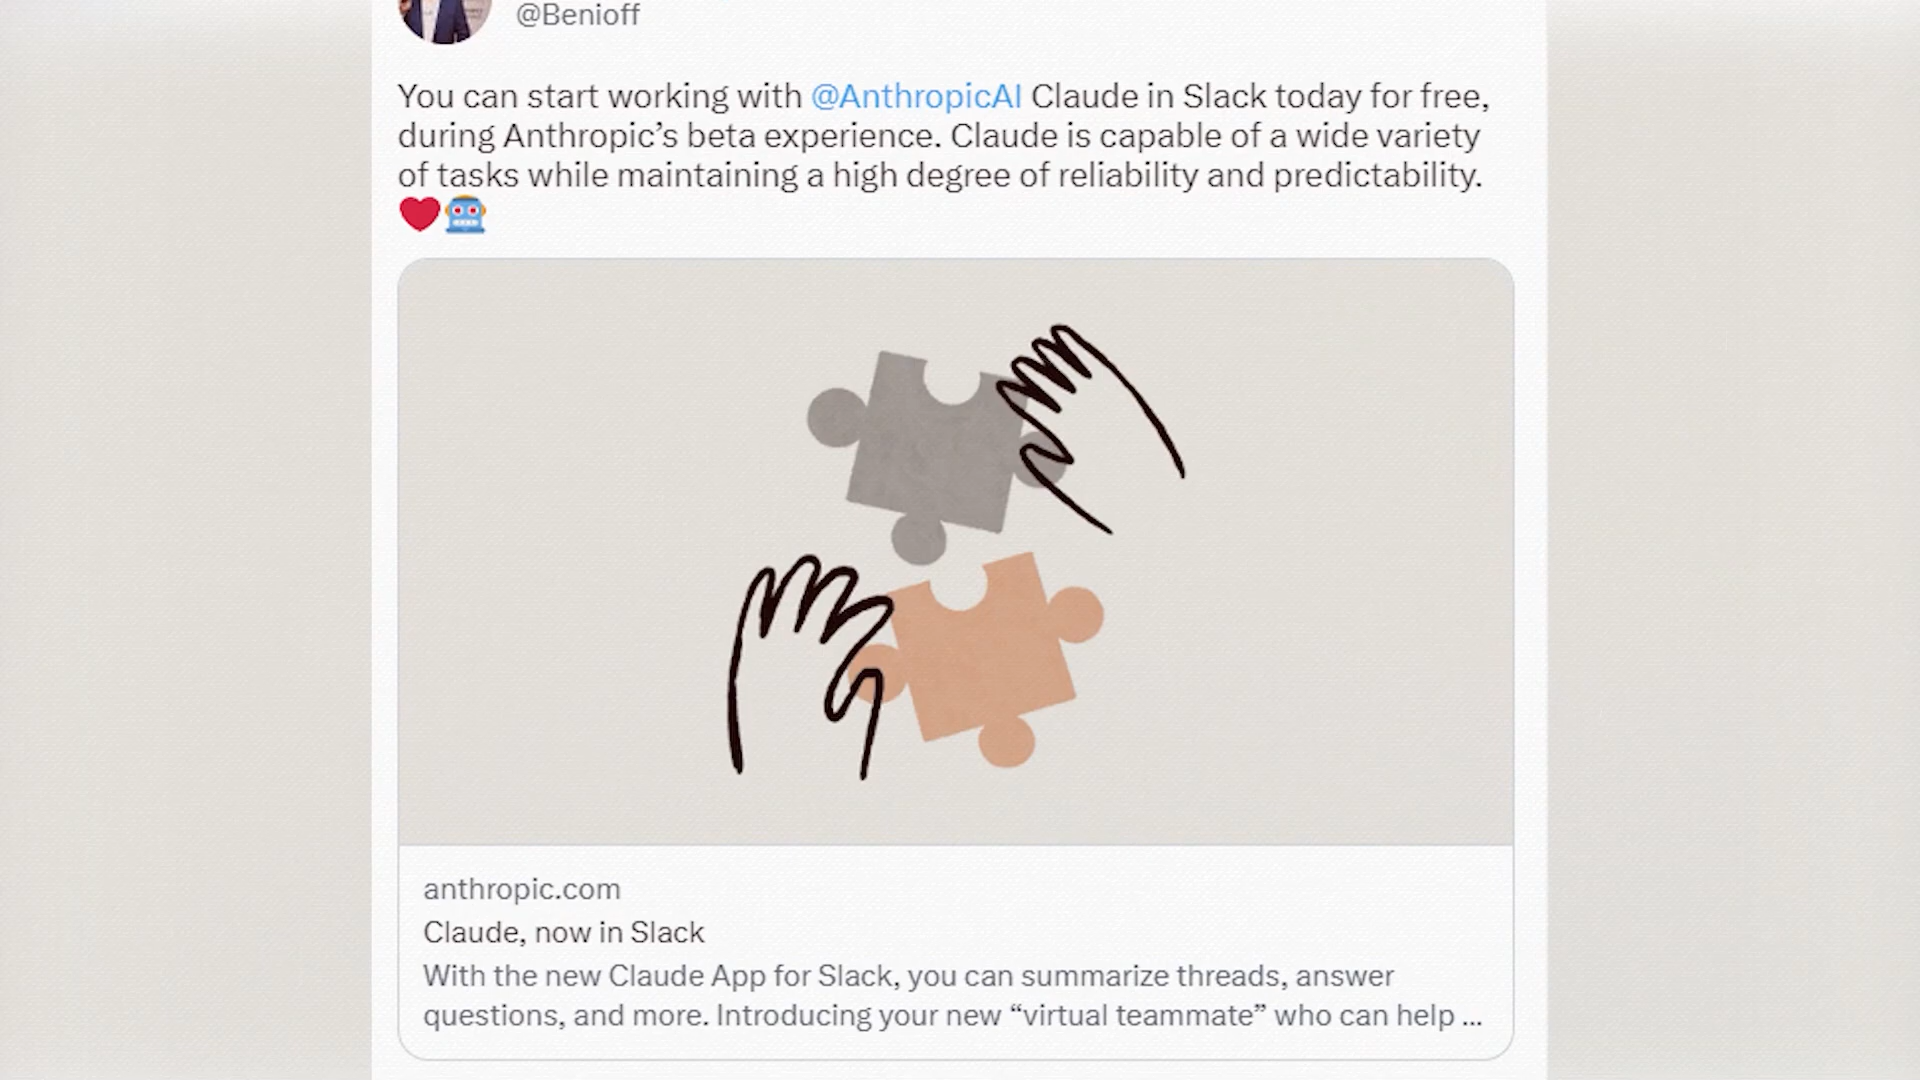 @Benioff
You can start working with @AnthropicAI Claude in Slack today for free,
during Anthropic’s beta experience. Claude is capable of a wide variety
of tasks while maintaining a high degree of reliability and predictability.
❤️🤖
anthropic.com
Claude, now in Slack
With the new Claude App for Slack, you can summarize threads, answer
questions, and more. Introducing your new “virtual teammate” who can help ...